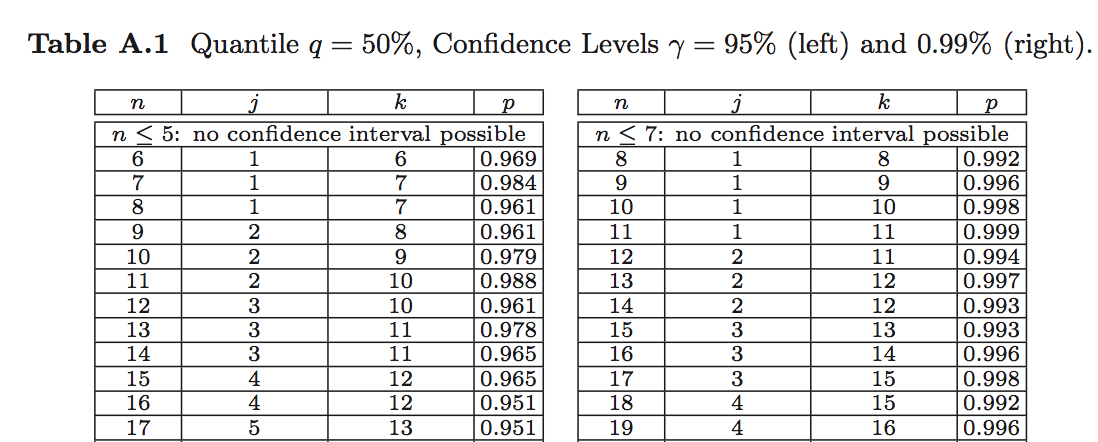 Table A.1 Quantile q = 50%, Confidence Levels γ = 95% (left) and 0.99% (right).
n j k p
n ≤ 5: no confidence interval possible
6 1 6 0.969
7 1 7 0.984
8 1 7 0.961
9 2 8 0.961
10 2 9 0.979
11 2 10 0.988
12 3 10 0.961
13 3 11 0.978
14 3 11 0.965
15 4 12 0.965
16 4 12 0.951
17 5 13 0.951
n j k p
n ≤ 7: no confidence interval possible
8 1 8 0.992
9 1 9 0.996
10 1 10 0.998
11 1 11 0.999
12 2 11 0.994
13 2 12 0.997
14 2 12 0.993
15 3 13 0.993
16 3 14 0.996
17 3 15 0.998
18 4 15 0.992
19 4 16 0.996